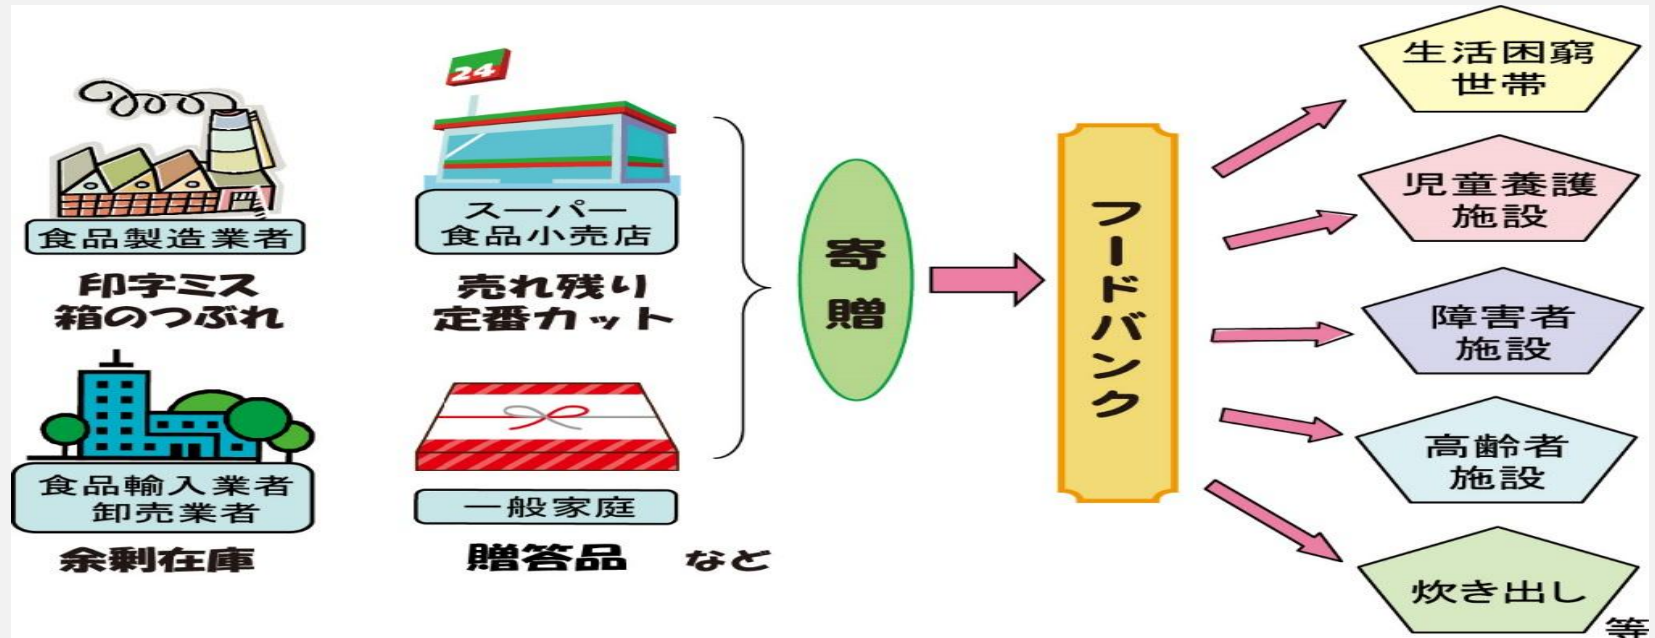 24
食品製造業者
印字ミス
箱のつぶれ
スーパー
食品小売店
売れ残り
定番カット
食品輸入業者
卸売業者
余剰在庫
一般家庭
贈答品 など
寄贈
フードバンク
生活困窮
世帯
児童養護
施設
障害者
施設
高齢者
施設
炊き出し
等